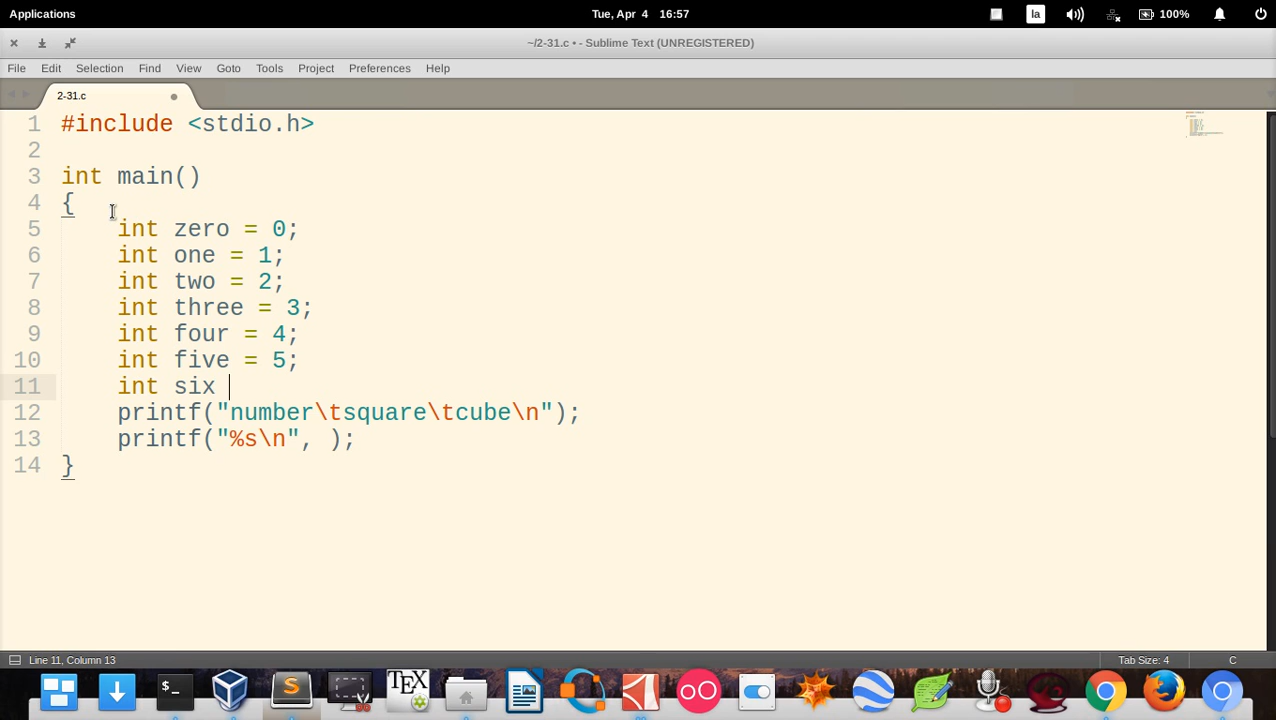 Applications
Tue, Apr 4 16:57
la
100%
~/2-31.c • - Sublime Text (UNREGISTERED)
File Edit Selection Find View Goto Tools Project Preferences Help
2-31.c
1 #include <stdio.h>
2
3 int main()
4 {
5 int zero = 0;
6 int one = 1;
7 int two = 2;
8 int three = 3;
9 int four = 4;
10 int five = 5;
11 int six
12 printf("number\tsquare\tcube\n");
13 printf("%s\n", );
14 }
Line 11, Column 13
Tab Size: 4
C
TEX